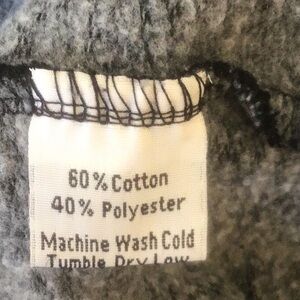 60% Cotton
40% Polyester
Machine Wash Cold
Tumble Dry Low